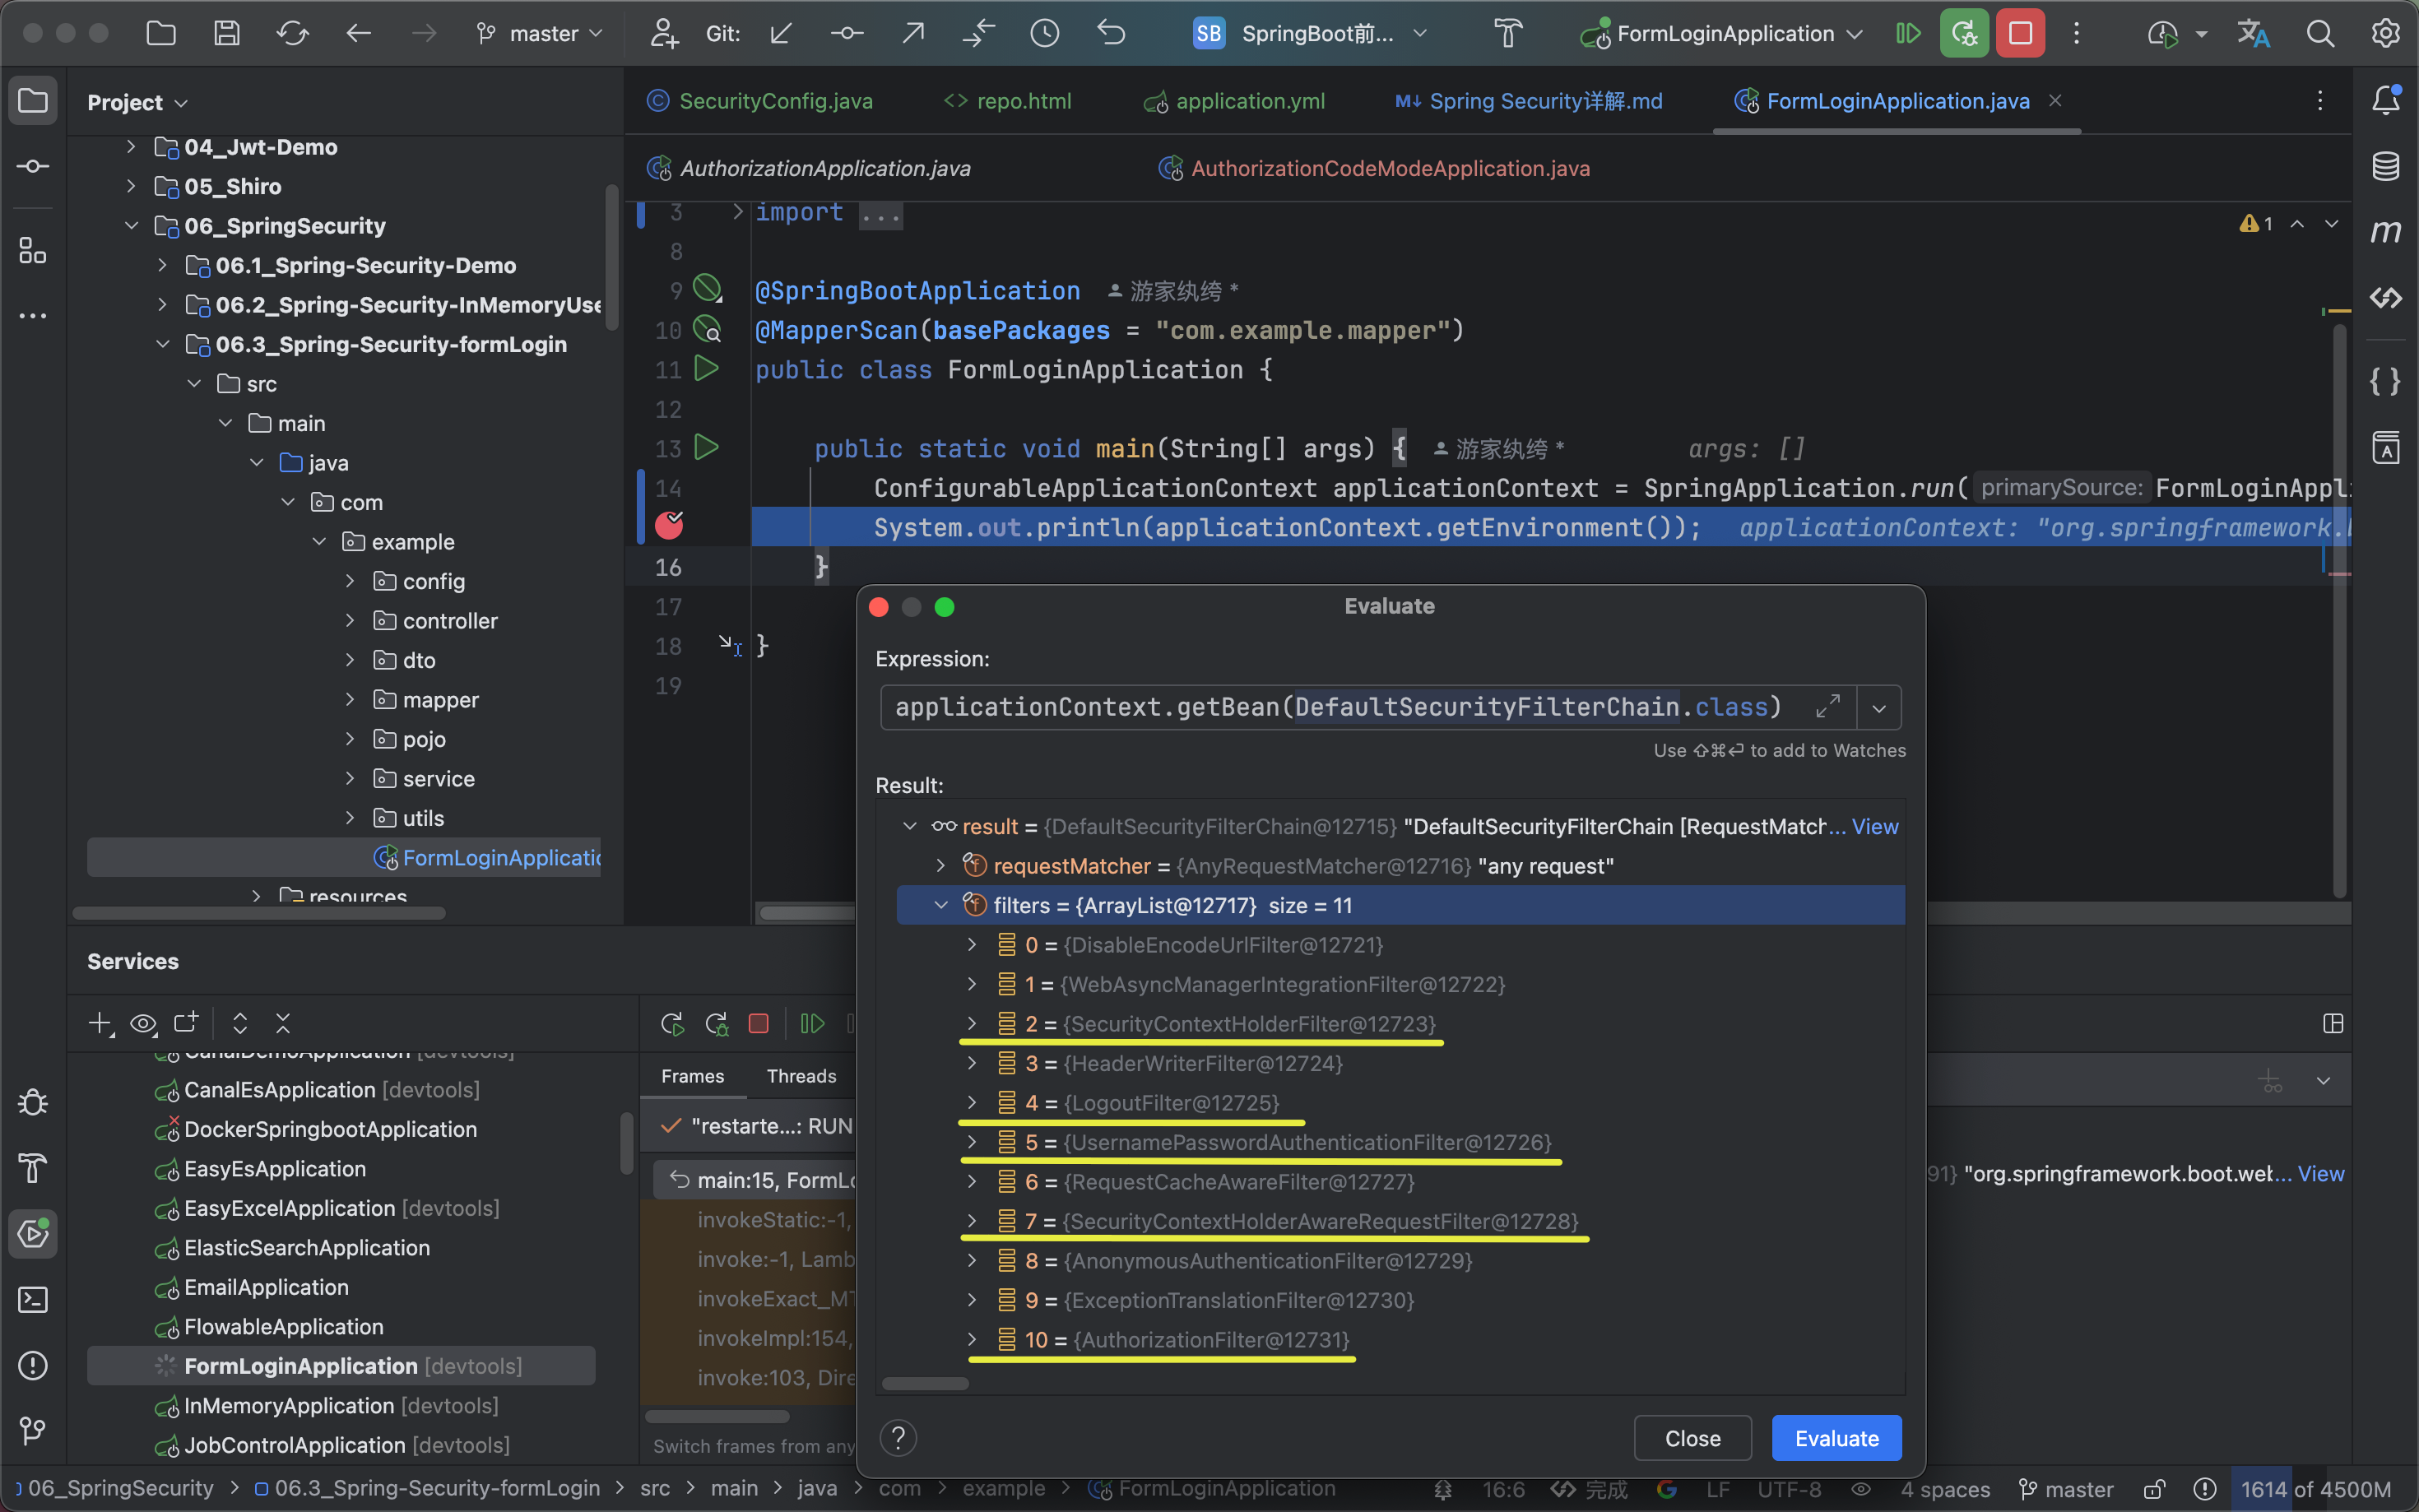 master
Git:
SB SpringBoot前...
FormLoginApplication
Project
SecurityConfig.java
<> repo.html
application.yml
M↓ Spring Security详解.md
FormLoginApplication.java
AuthorizationApplication.java
AuthorizationCodeModeApplication.java
04_Jwt-Demo
05_Shiro
06_SpringSecurity
06.1_Spring-Security-Demo
06.2_Spring-Security-InMemoryUse
06.3_Spring-Security-formLogin
src
main
java
com
example
config
controller
dto
mapper
pojo
service
utils
FormLoginApplicatio
resources
3 import ...
1
8
9 @SpringBootApplication 游家纨绔 *
10 @MapperScan(basePackages = "com.example.mapper")
11 public class FormLoginApplication {
12
13 public static void main(String[] args) { 游家纨绔 * args: []
14 ConfigurableApplicationContext applicationContext = SpringApplication.run( primarySource: FormLoginAppl
System.out.println(applicationContext.getEnvironment()); applicationContext: "org.springframework.
16 }
17
18 }
19
Evaluate
Expression:
applicationContext.getBean(DefaultSecurityFilterChain.class)
Use ⇧⌘⏎ to add to Watches
Result:
result = {DefaultSecurityFilterChain@12715} "DefaultSecurityFilterChain [RequestMatch... View
requestMatcher = {AnyRequestMatcher@12716} "any request"
filters = {ArrayList@12717} size = 11
0 = {DisableEncodeUrlFilter@12721}
1 = {WebAsyncManagerIntegrationFilter@12722}
2 = {SecurityContextHolderFilter@12723}
3 = {HeaderWriterFilter@12724}
4 = {LogoutFilter@12725}
5 = {UsernamePasswordAuthenticationFilter@12726}
6 = {RequestCacheAwareFilter@12727}
7 = {SecurityContextHolderAwareRequestFilter@12728}
8 = {AnonymousAuthenticationFilter@12729}
9 = {ExceptionTranslationFilter@12730}
10 = {AuthorizationFilter@12731}
?
Close
Evaluate
Services
CanalDemoApplication [devtools]
CanalEsApplication [devtools]
DockerSpringbootApplication
EasyEsApplication
EasyExcelApplication [devtools]
ElasticSearchApplication
EmailApplication
FlowableApplication
FormLoginApplication [devtools]
InMemoryApplication [devtools]
JobControlApplication [devtools]
Frames
Threads
"restarte...: RUN
main:15, FormLo
invokeStatic:-1,
invoke:-1, Lamb
invokeExact_MT
invokeImpl:154,
invoke:103, Dire
Switch frames from any
91} "org.springframework.boot.web... View
06_SpringSecurity > 06.3_Spring-Security-formLogin > src > main > java > com > example > FormLoginApplication
16:6
完成
LF
UTF-8
4 spaces
master
1614 of 4500M